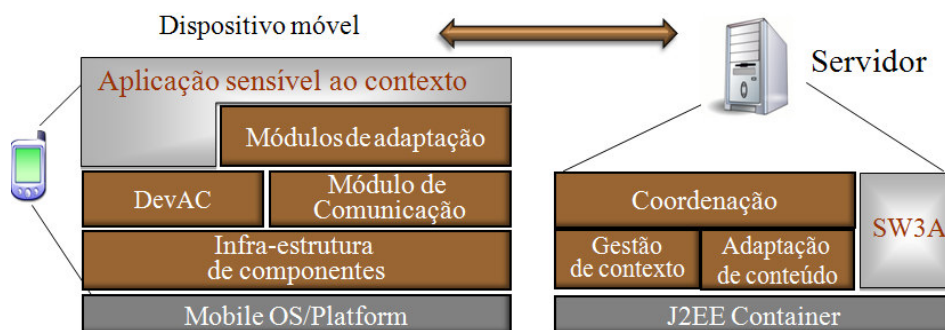 Dispositivo móvel
Servidor
Aplicação sensível ao contexto
Módulos de adaptação
DevAC
Módulo de
Comunicação
Infra-estrutura
de componentes
Mobile OS/Platform
Coordenação
SW3A
Gestão
de contexto
Adaptação
de conteúdo
J2EE Container